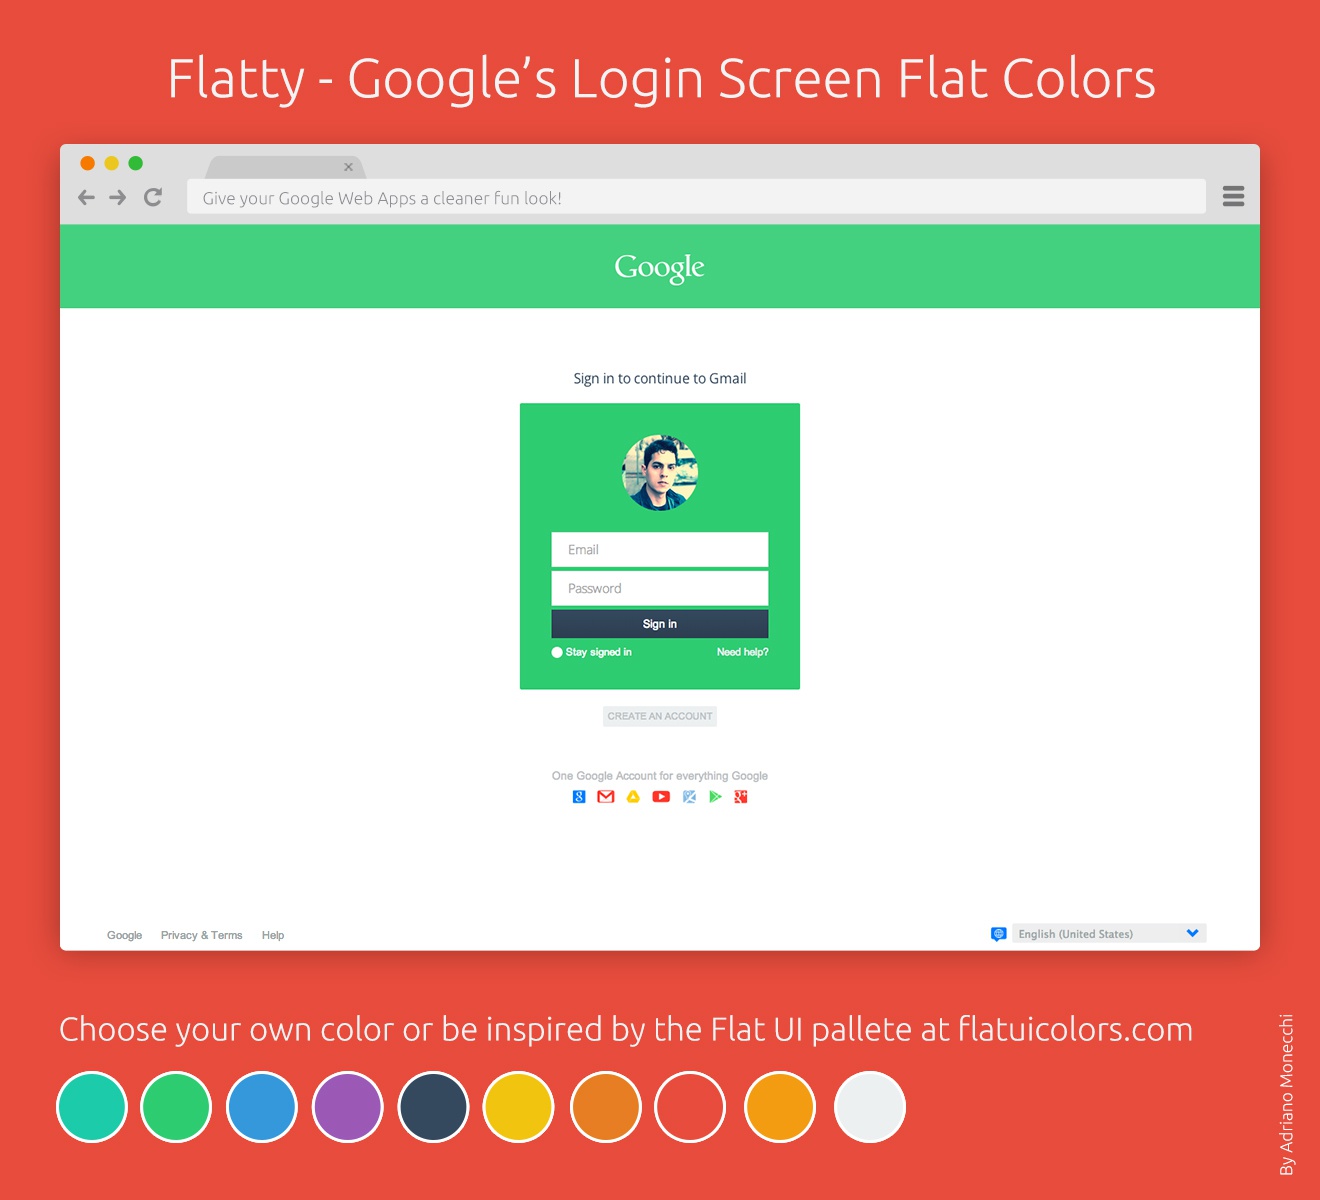 Flatty - Google’s Login Screen Flat Colors
Give your Google Web Apps a cleaner fun look!
Google
Sign in to continue to Gmail
Email
Password
Sign in
Stay signed in
Need help?
CREATE AN ACCOUNT
One Google Account for everything Google
Google
Privacy & Terms
Help
English (United States)
Choose your own color or be inspired by the Flat UI pallete at flatuicolors.com
By Adriano Monecchi